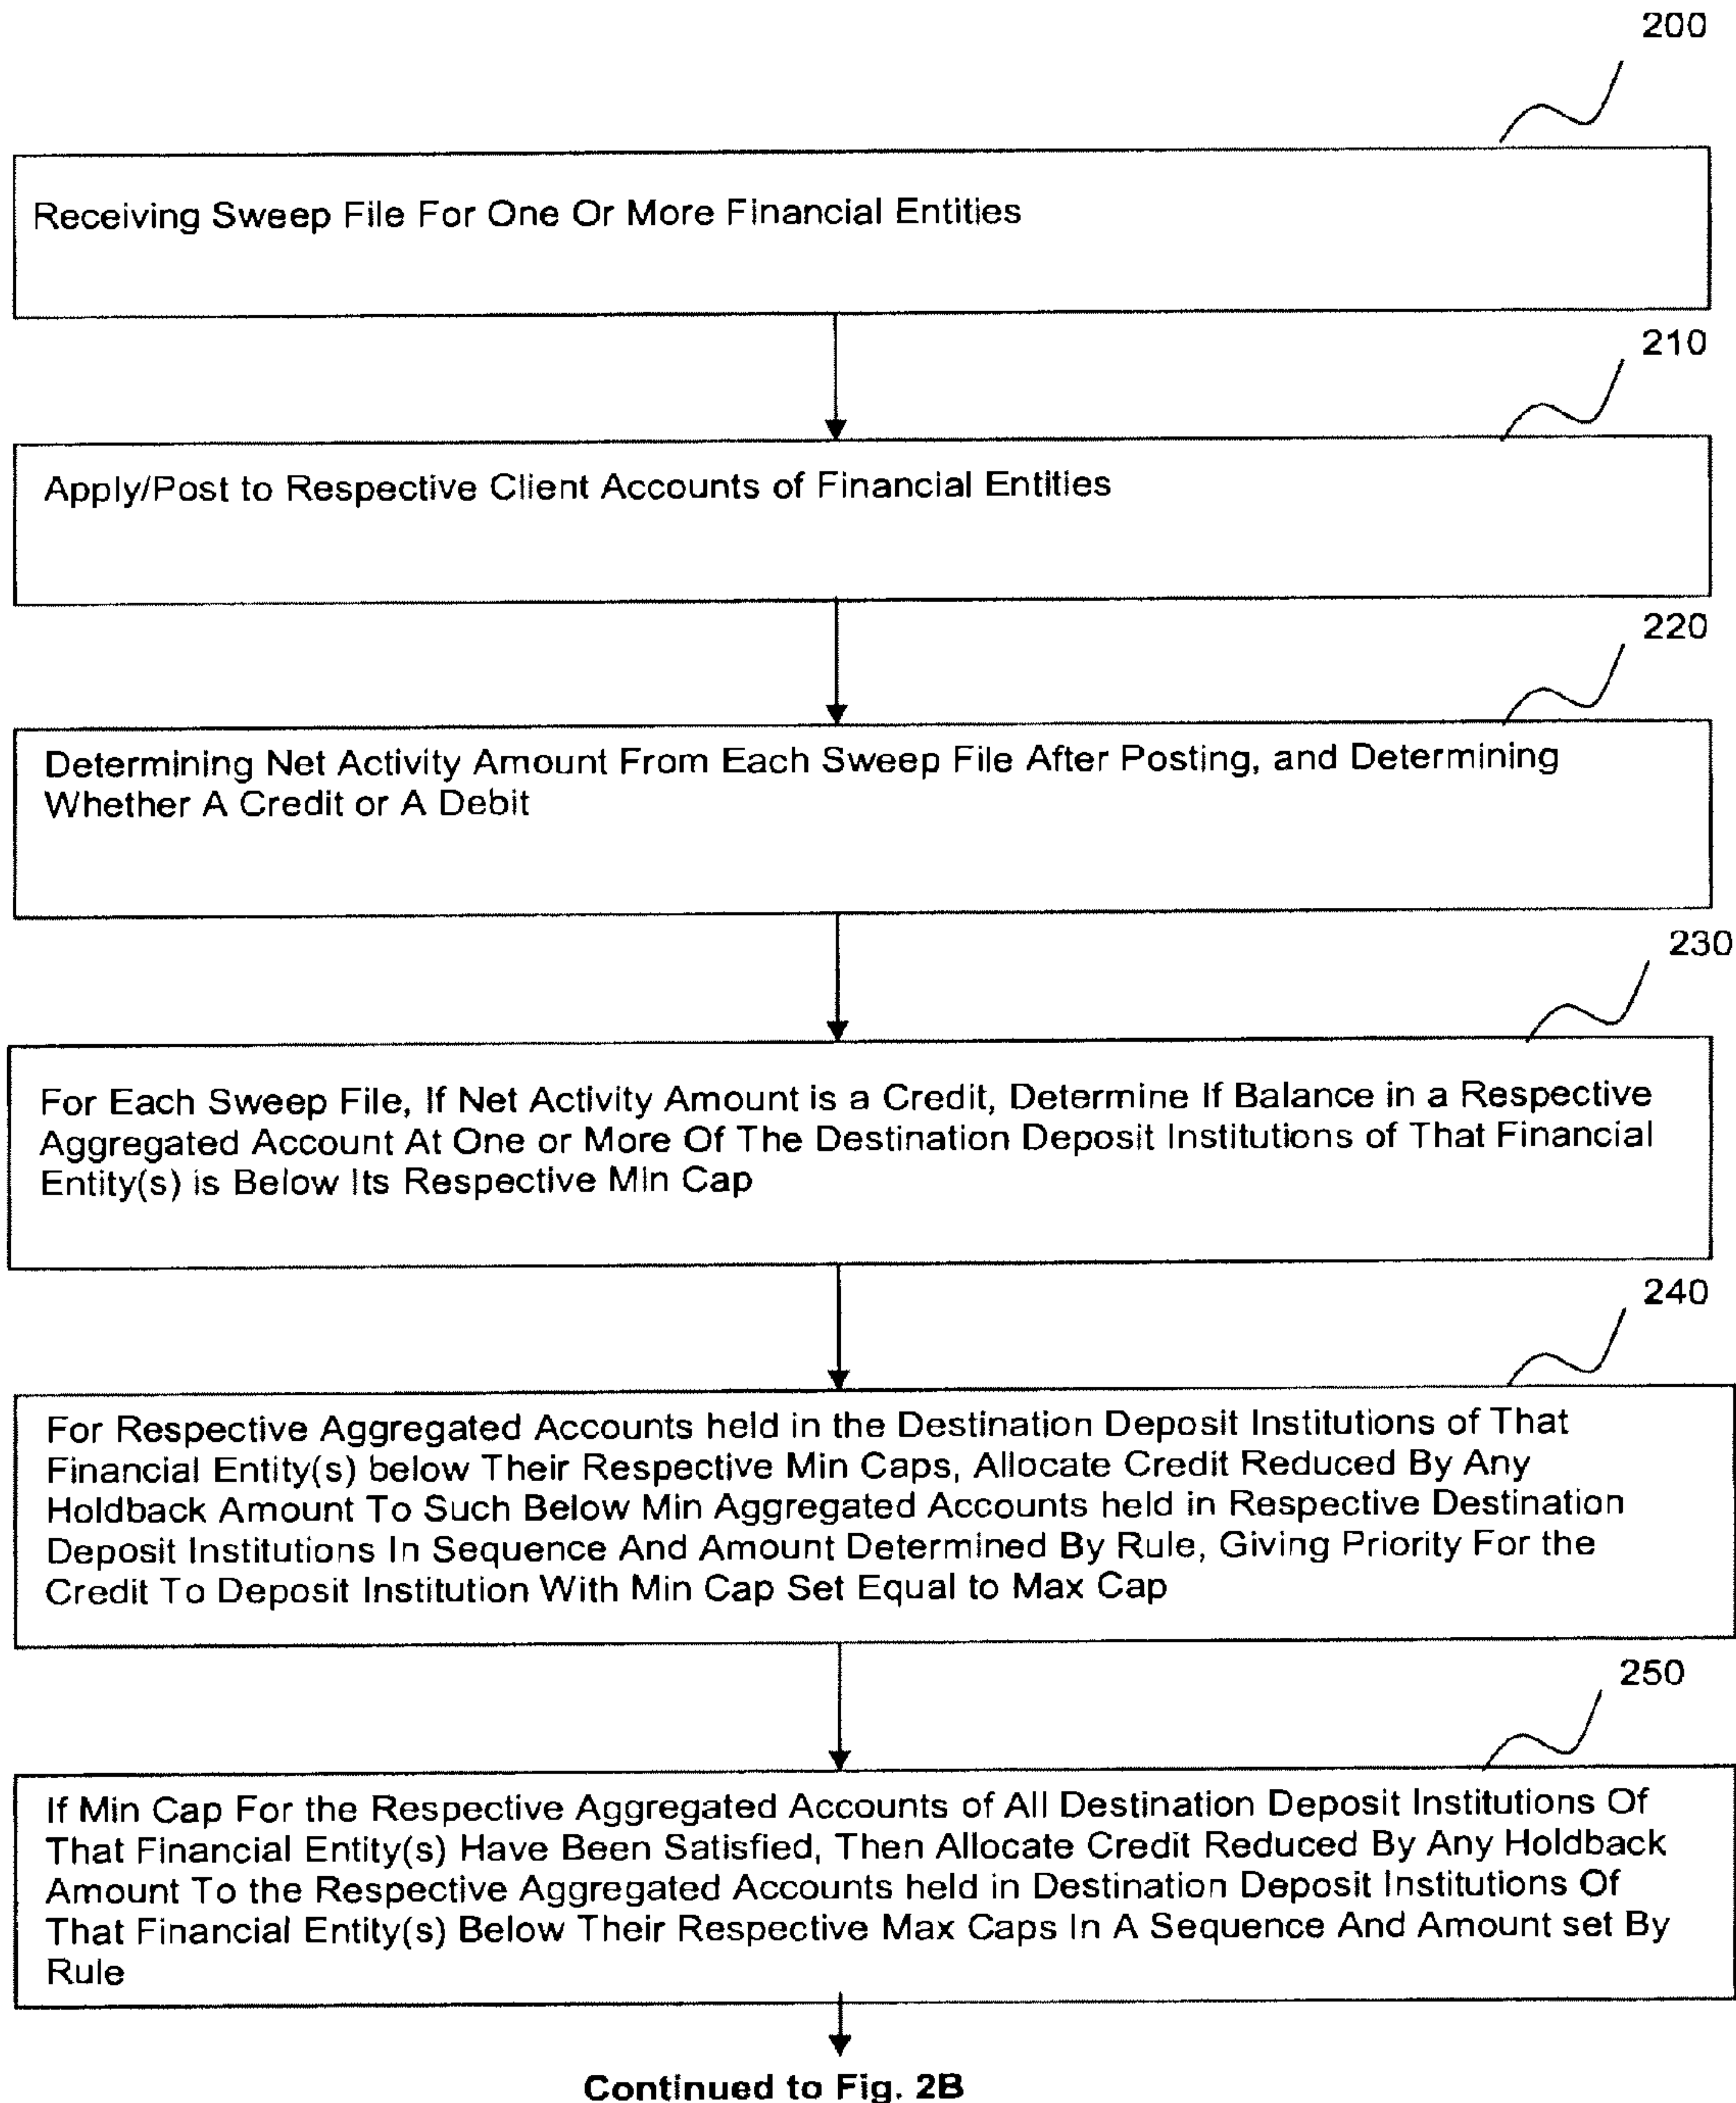 200
Receiving Sweep File For One Or More Financial Entities
210
Apply/Post to Respective Client Accounts of Financial Entities
220
Determining Net Activity Amount From Each Sweep File After Posting, and Determining
Whether A Credit or A Debit
230
For Each Sweep File, If Net Activity Amount is a Credit, Determine If Balance in a Respective
Aggregated Account At One or More Of The Destination Deposit Institutions of That Financial
Entity(s) is Below Its Respective Min Cap
240
For Respective Aggregated Accounts held in the Destination Deposit Institutions of That
Financial Entity(s) below Their Respective Min Caps, Allocate Credit Reduced By Any
Holdback Amount To Such Below Min Aggregated Accounts held in Respective Destination
Deposit Institutions In Sequence And Amount Determined By Rule, Giving Priority For the
Credit To Deposit Institution With Min Cap Set Equal to Max Cap
250
If Min Cap For the Respective Aggregated Accounts of All Destination Deposit Institutions Of
That Financial Entity(s) Have Been Satisfied, Then Allocate Credit Reduced By Any Holdback
Amount To the Respective Aggregated Accounts held in Destination Deposit Institutions Of
That Financial Entity(s) Below Their Respective Max Caps In A Sequence And Amount set By
Rule
Continued to Fig. 2B